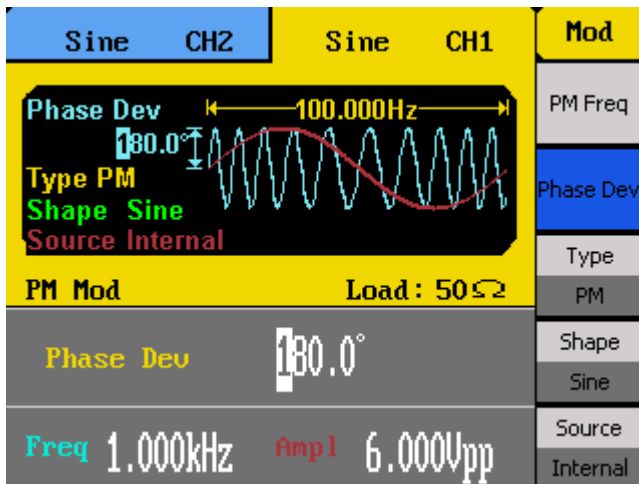 Sine CH2 Sine CH1 Mod
Phase Dev 100.000Hz
180.0°
Type PM
Shape Sine
Source Internal
PM Mod Load: 50Ω
Phase Dev 180.0°
Freq 1.000kHz Ampl 6.000Vpp
PM Freq
Phase Dev
Type
PM
Shape
Sine
Source
Internal